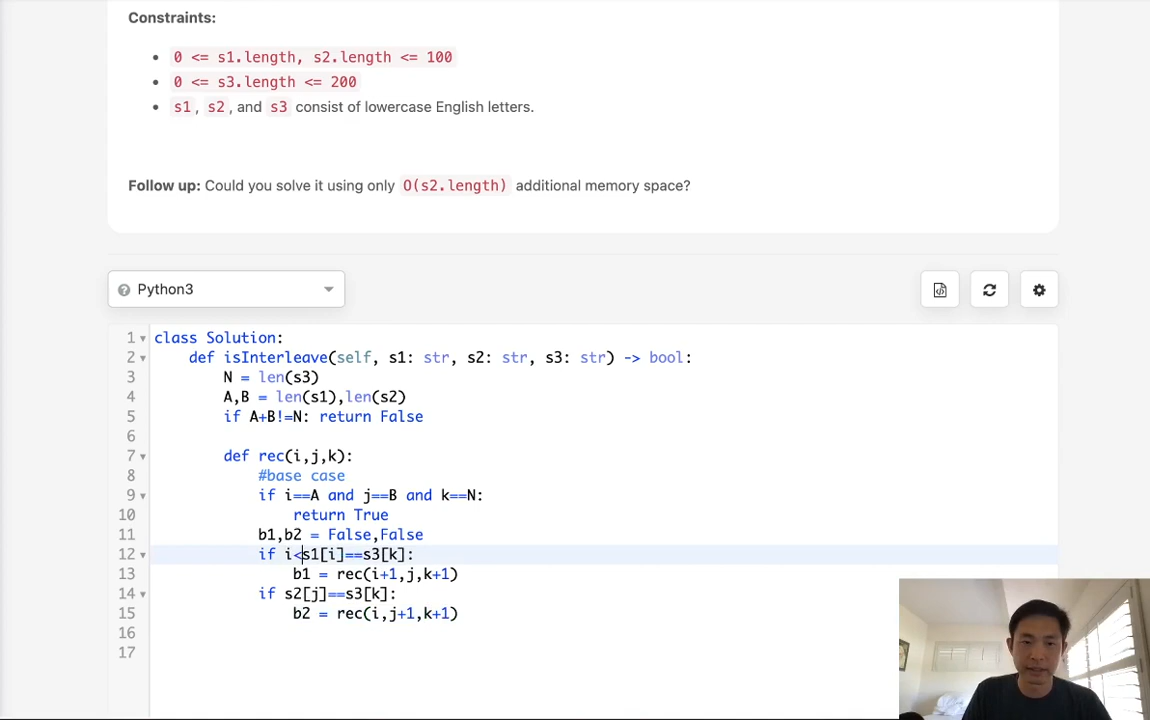 Constraints:
0 <= s1.length, s2.length <= 100
0 <= s3.length <= 200
s1, s2, and s3 consist of lowercase English letters.
Follow up: Could you solve it using only O(s2.length) additional memory space?
Python3
1 class Solution:
2 def isInterleave(self, s1: str, s2: str, s3: str) -> bool:
3 N = len(s3)
4 A,B = len(s1),len(s2)
5 if A+B!=N: return False
6
7 def rec(i,j,k):
8 #base case
9 if i==A and j==B and k==N:
10 return True
11 b1,b2 = False,False
12 if i<s1[i]==s3[k]:
13 b1 = rec(i+1,j,k+1)
14 if s2[j]==s3[k]:
15 b2 = rec(i,j+1,k+1)
16
17